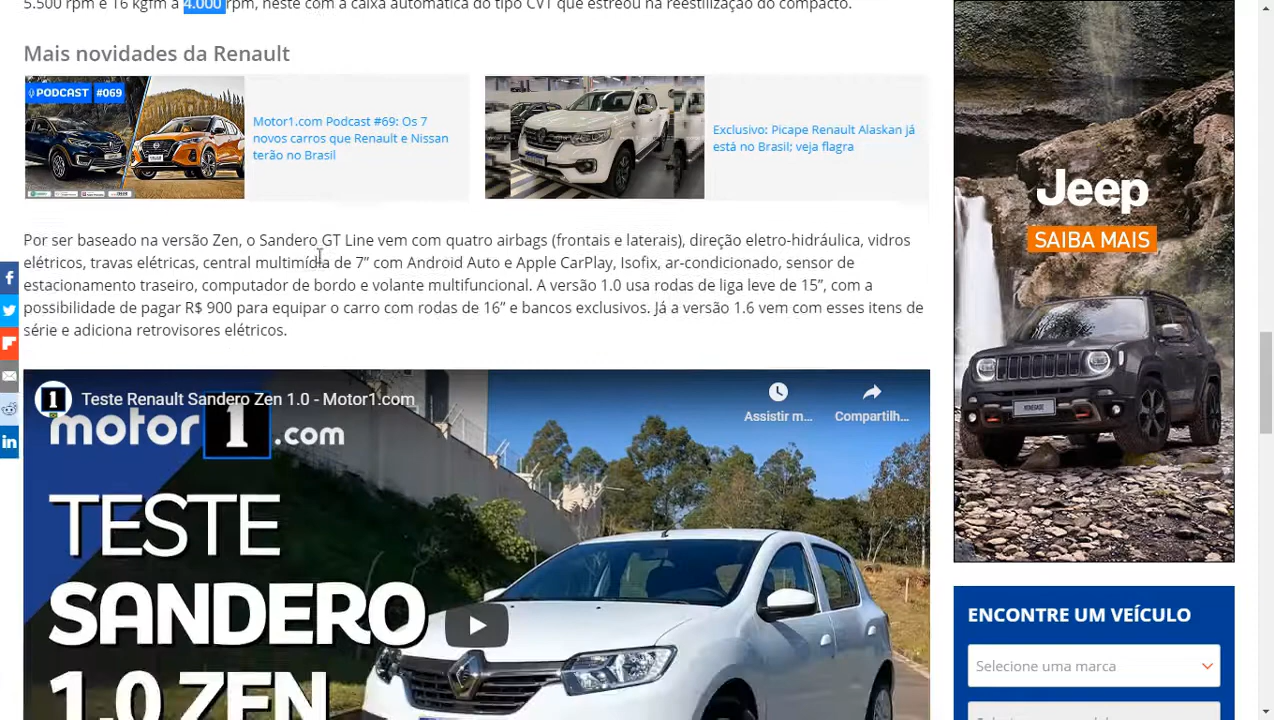 5.500 rpm e 16 kgfm a 4.000 rpm, neste com a caixa automática do tipo CVT que estreou na reestilização do compacto.
Mais novidades da Renault
PODCAST #069
Motor1.com Podcast #69: Os 7
novos carros que Renault e Nissan
terão no Brasil
Exclusivo: Picape Renault Alaskan já
está no Brasil; veja flagra
Por ser baseado na versão Zen, o Sandero GT Line vem com quatro airbags (frontais e laterais), direção eletro-hidráulica, vidros
elétricos, travas elétricas, central multimídia de 7” com Android Auto e Apple CarPlay, Isofix, ar-condicionado, sensor de
estacionamento traseiro, computador de bordo e volante multifuncional. A versão 1.0 usa rodas de liga leve de 15”, com a
possibilidade de pagar R$ 900 para equipar o carro com rodas de 16” e bancos exclusivos. Já a versão 1.6 vem com esses itens de
série e adiciona retrovisores elétricos.
1 Teste Renault Sandero Zen 1.0 - Motor1.com
Assistir m...
Compartilh...
motor1.com
TESTE
SANDERO
1.0 ZEN
Jeep
SAIBA MAIS
RENEGADE
ENCONTRE UM VEÍCULO
Selecione uma marca